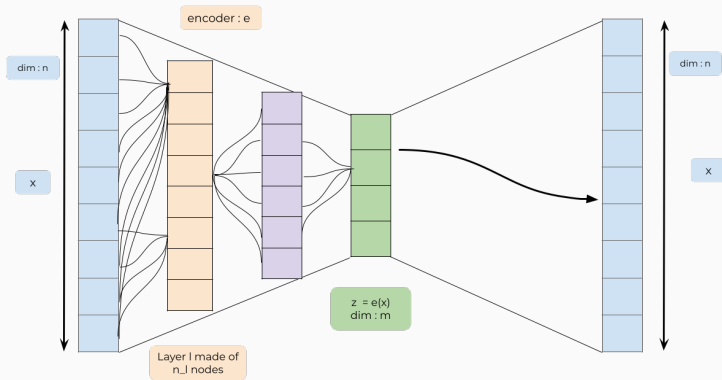 encoder : e
dim : n
x
Layer l made of
n_l nodes
z = e(x)
dim : m
dim : n
x